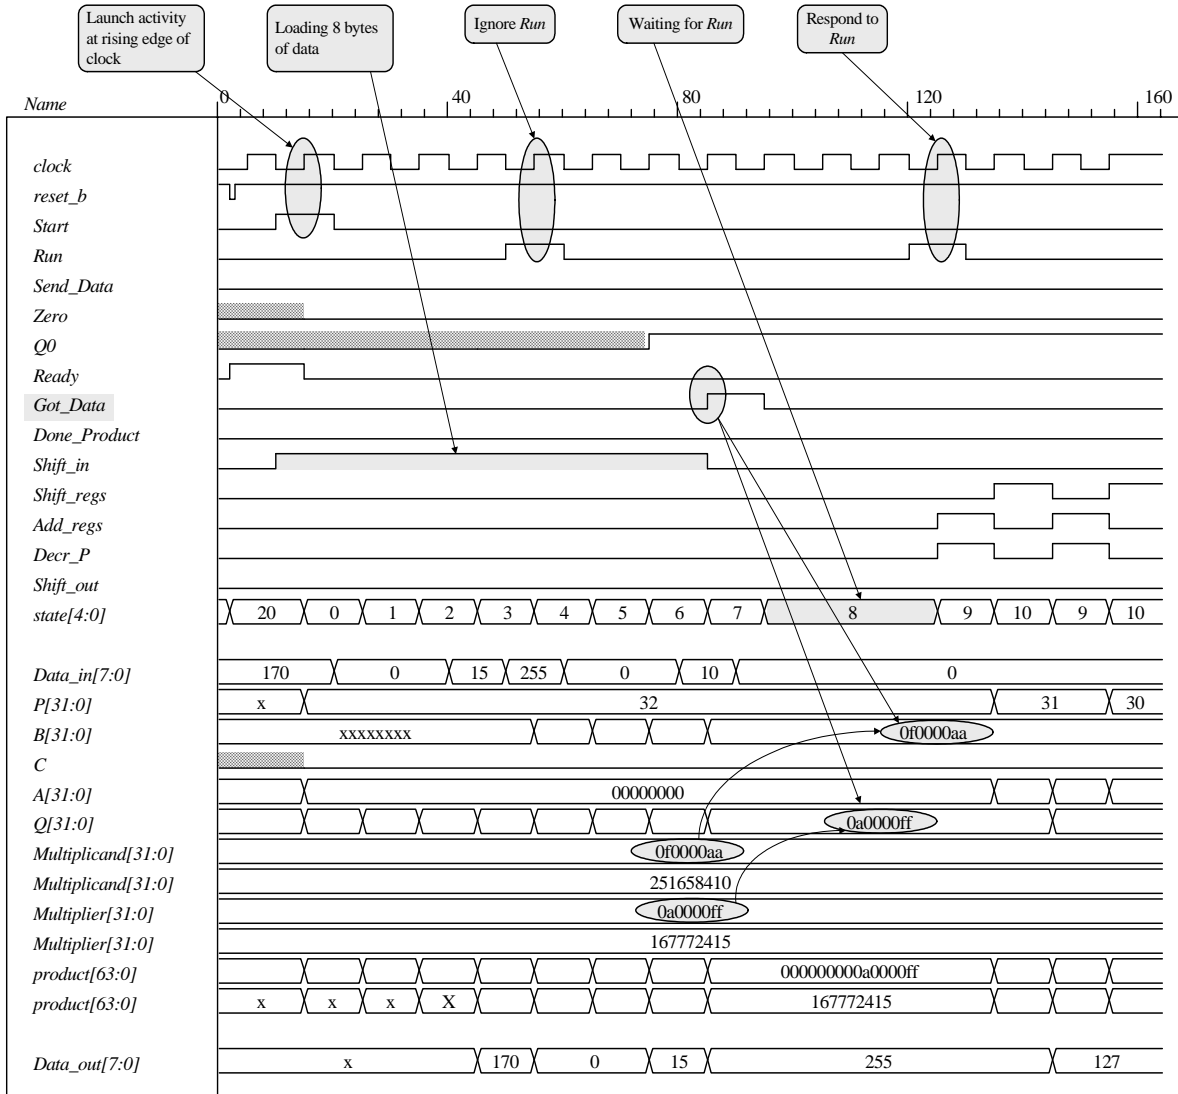 Launch activity
at rising edge of
clock
Loading 8 bytes
of data
Ignore Run
Waiting for Run
Respond to
Run
Name 0 40 80 120 160
clock
reset_b
Start
Run
Send_Data
Zero
Q0
Ready
Got_Data
Done_Product
Shift_in
Shift_regs
Add_regs
Decr_P
Shift_out
state[4:0] 20 0 1 2 3 4 5 6 7 8 9 10 9 10
Data_in[7:0] 170 0 15 255 0 10 0
P[31:0] x 32 31 30
B[31:0] xxxxxxxx 0f0000aa
C
A[31:0] 00000000
Q[31:0] 0a0000ff
Multiplicand[31:0] 0f0000aa
Multiplicand[31:0] 251658410
Multiplier[31:0] 0a0000ff
Multiplier[31:0] 167772415
product[63:0] 000000000a0000ff
product[63:0] x x x X 167772415
Data_out[7:0] x 170 0 15 255 127